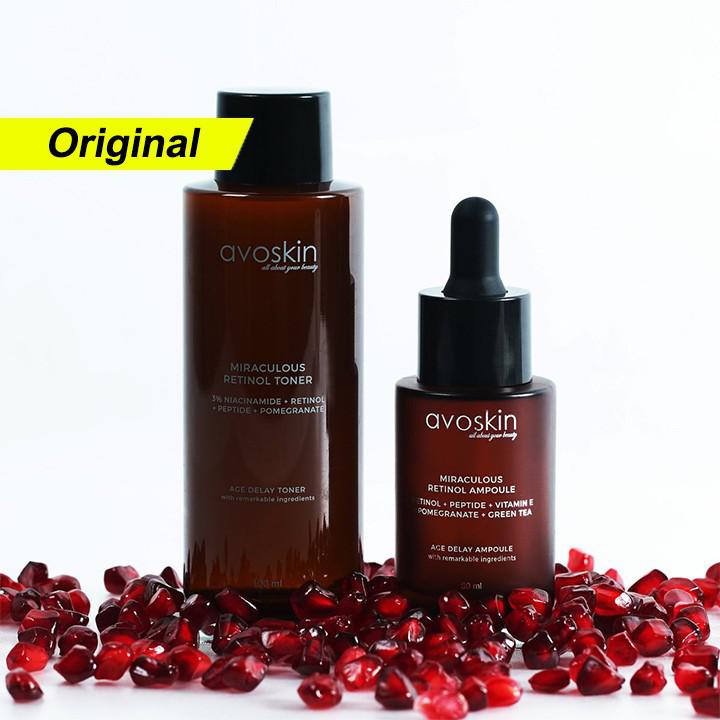 Original
avoskin
all about your beauty
MIRACULOUS
RETINOL TONER
3% NIACINAMIDE + RETINOL
+ PEPTIDE + POMEGRANATE
AGE DELAY TONER
with remarkable ingredients
100 ml
avoskin
all about your beauty
MIRACULOUS
RETINOL AMPOULE
RETINOL + PEPTIDE + VITAMIN E
POMEGRANATE + GREEN TEA
AGE DELAY AMPOULE
with remarkable ingredients